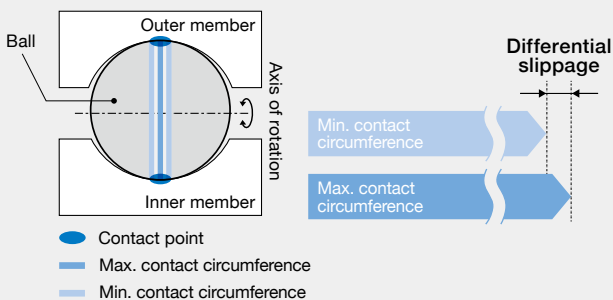 Outer member
Ball
Axis of rotation
Inner member
Contact point
Max. contact circumference
Min. contact circumference
Differential
slippage
Min. contact
circumference
Max. contact
circumference